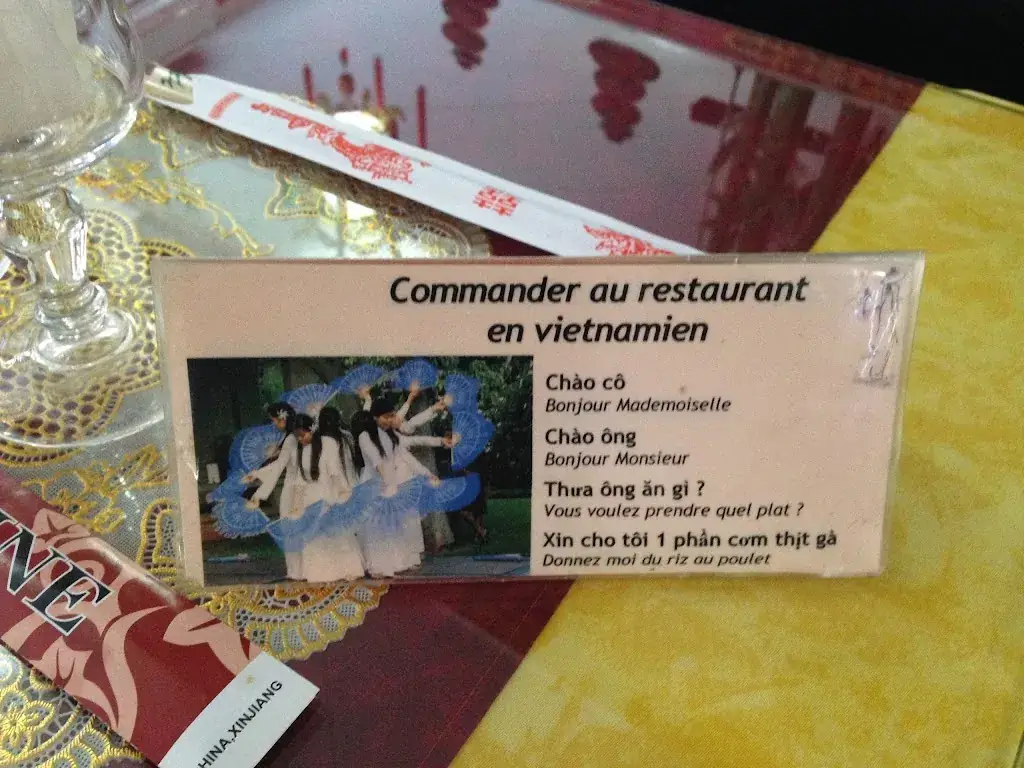 Commander au restaurant
en vietnamien
Chào cô
Bonjour Mademoiselle
Chào ông
Bonjour Monsieur
Thưa ông ăn gì ?
Vous voulez prendre quel plat ?
Xin cho tôi 1 phần cơm thịt gà
Donnez moi du riz au poulet
NE
HINA,XINJIANG